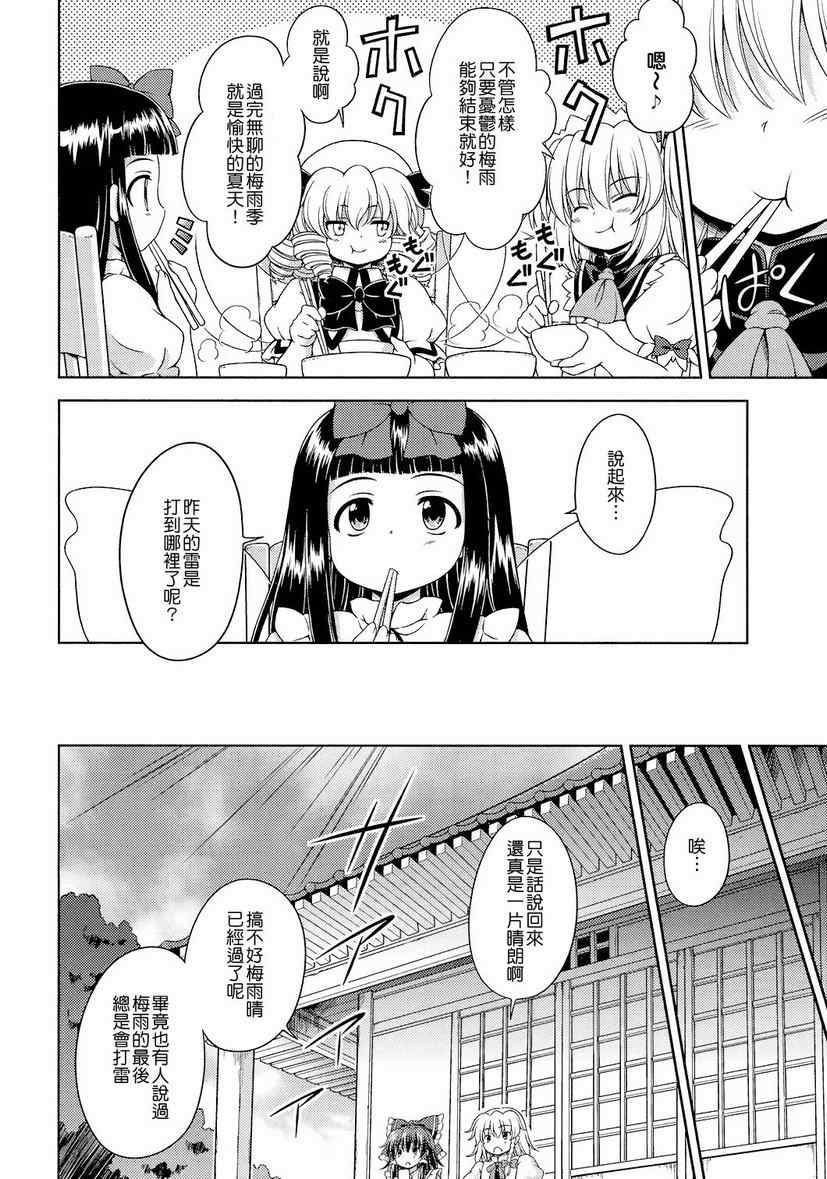 嗯～♪
ぱく
不管怎樣
只要憂鬱的梅雨
能夠結束就好！
ホク
ホク
もぐ
もぐ
就是說啊
過完無聊的梅雨季
就是愉快的夏天！
說起來…
昨天的雷是
打到哪裡了呢？
唉…
只是話說回來
還真是一片晴朗啊
搞不好梅雨晴
已經過了呢
畢竟也有人說過
梅雨的最後
總是會打雷